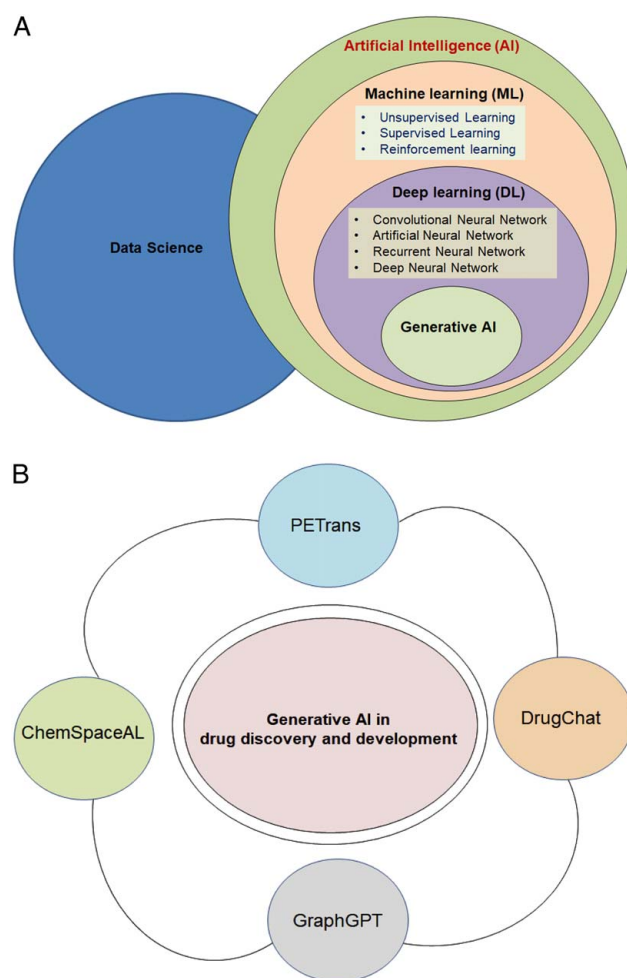 A
Artificial Intelligence (AI)
Machine learning (ML)
• Unsupervised Learning
• Supervised Learning
• Reinforcement learning
Deep learning (DL)
• Convolutional Neural Network
• Artificial Neural Network
• Recurrent Neural Network
• Deep Neural Network
Data Science
Generative AI
B
PETrans
ChemSpaceAL
Generative AI in
drug discovery and development
DrugChat
GraphGPT